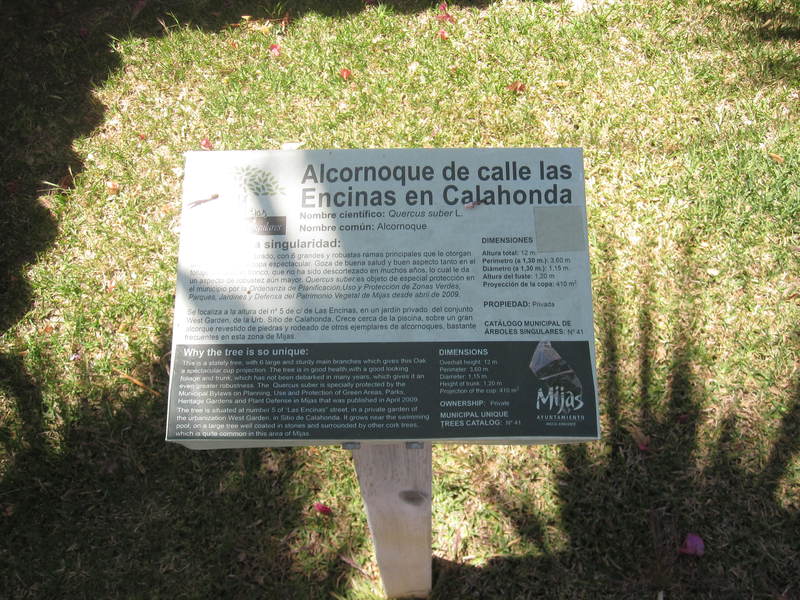 Alcornoque de calle las
Encinas en Calahonda
Nombre científico: Quercus suber L.
Nombre común: Alcornoque
singularidad:
con 6 grandes y robustas ramas principales que le otorgan
espectacular. Goza de buena salud y buen aspecto tanto en el
tronco, que no ha sido descortezado en muchos años, lo cual le da
un aspecto de robustez aún mayor. Quercus suber es objeto de especial protección en
el municipio por la Ordenanza de Planificación,Uso y Protección de Zonas Verdes,
Parques, Jardines y Defensa del Patrimonio Vegetal de Mijas desde abril de 2009.
Se localiza a la altura del nº 5 de c/ de Las Encinas, en un jardín privado del conjunto
West Garden, de la Urb. Sitio de Calahonda. Crece cerca de la piscina, sobre un gran
alcorque revestido de piedras y rodeado de otros ejemplares de alcornoques, bastante
frecuentes en esta zona de Mijas.
DIMENSIONES
Altura total: 12 m.
Perímetro (a 1,30 m.): 3,60 m.
Diámetro (a 1,30 m.): 1,15 m.
Altura del fuste: 1,20 m
Proyección de la copa: 410 m²
PROPIEDAD: Privada
CATÁLOGO MUNICIPAL DE
ÁRBOLES SINGULARES: Nº 41
Why the tree is so unique:
This is a stately tree, with 6 large and sturdy main branches which gives this Oak
a spectacular cup projection. The tree is in good health with a good looking
foliage and trunk, which has not been debarked in many years, which gives it an
even greater robustness. The Quercus suber is specially protected by the
Municipal Bylaws on Planning, Use and Protection of Green Areas, Parks,
Heritage Gardens and Plant Defense in Mijas that was published in April 2009.
The tree is situated at number 5 of "Las Encinas" street, in a private garden of
the urbanization West Garden, in Sitio de Calahonda. It grows near the swimming
pool, on a large tree well coated in stones and surrounded by other cork trees,
which is quite common in this area of Mijas.
DIMENSIONS
Overhall height: 12 m.
Perimeter: 3,60 m.
Diameter: 1,15 m.
Height of trunk: 1,20 m
Projection of the cup: 410 m²
OWNERSHIP: Private
MUNICIPAL UNIQUE
TREES CATALOG: Nº 41
Mijas
AYUNTAMIENTO